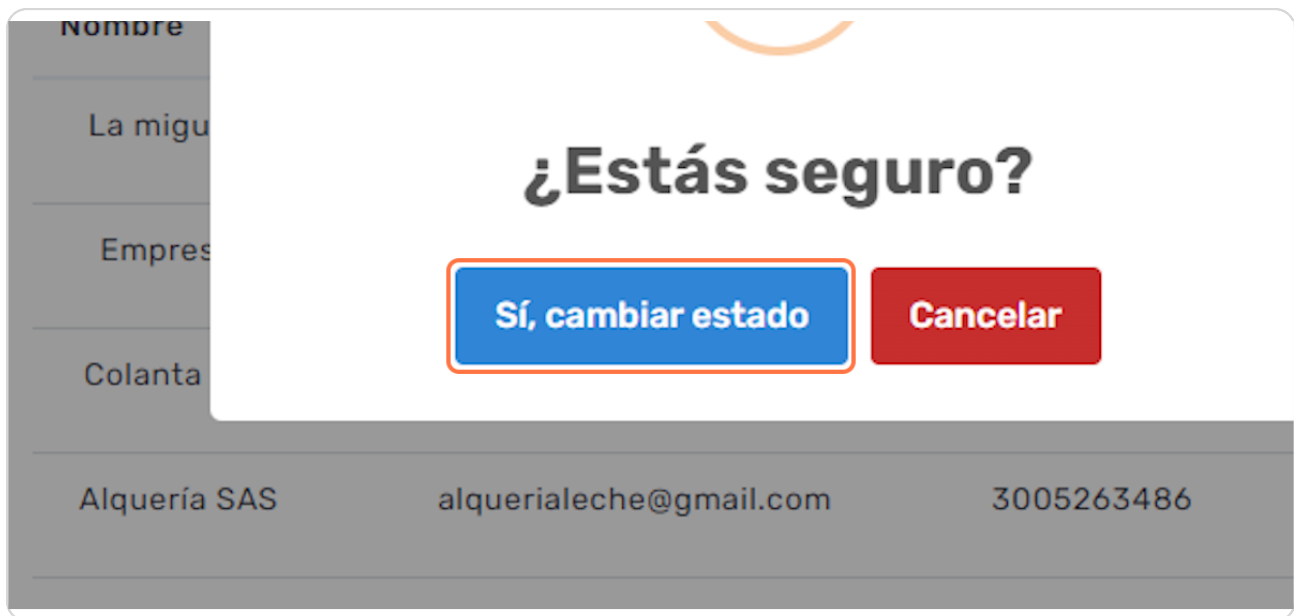 Nombre
La migu
¿Estás seguro?
Empres
Sí, cambiar estado Cancelar
Colanta
Alquería SAS alquerialeche@gmail.com 3005263486